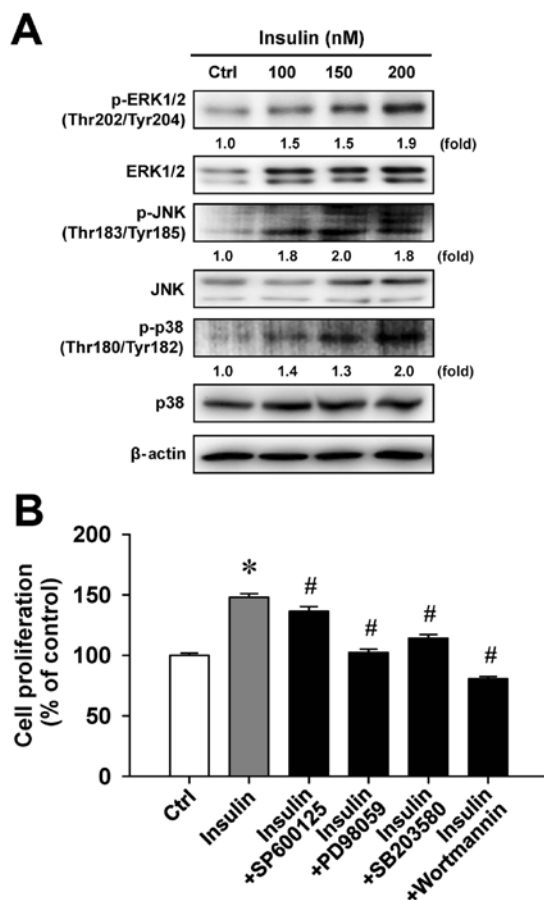 A
Insulin (nM)
Ctrl 100 150 200
p-ERK1/2
(Thr202/Tyr204)
1.0 1.5 1.5 1.9 (fold)
ERK1/2
p-JNK
(Thr183/Tyr185)
1.0 1.8 2.0 1.8 (fold)
JNK
p-p38
(Thr180/Tyr182)
1.0 1.4 1.3 2.0 (fold)
p38
β-actin
B
Cell proliferation
(% of control)
200
150
100
50
0
*
#
#
#
#
Ctrl
Insulin
Insulin
+SP600125
Insulin
+PD98059
Insulin
+SB203580
Insulin
+Wortmannin